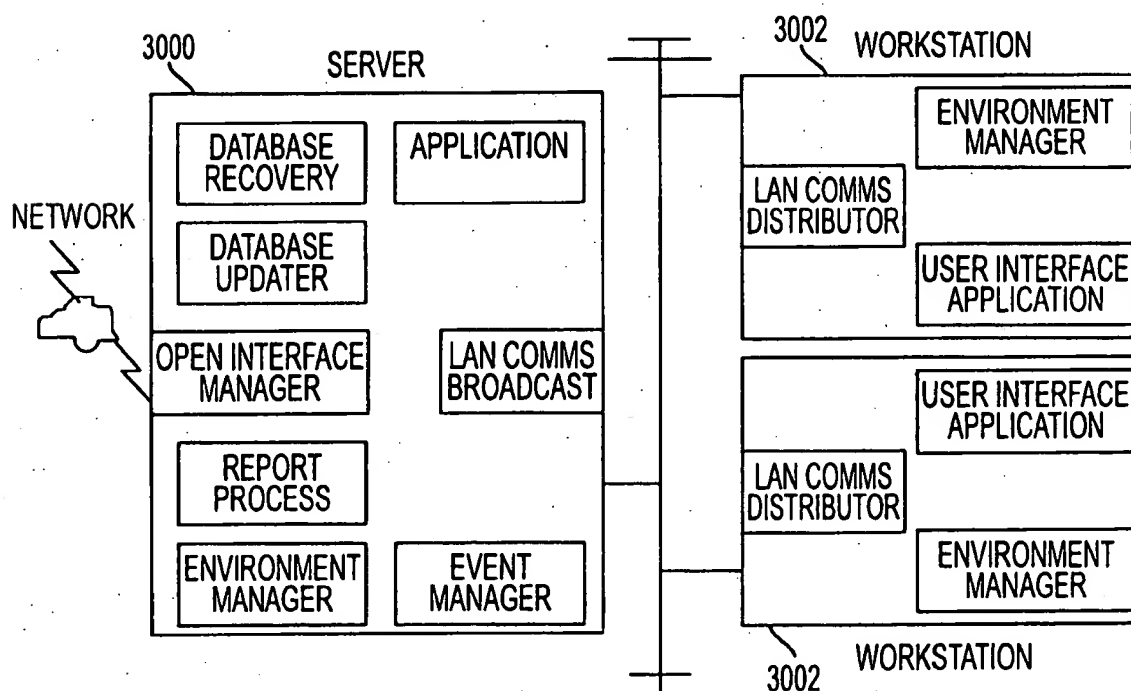 3000
SERVER
DATABASE
RECOVERY
APPLICATION
DATABASE
UPDATER
NETWORK
OPEN INTERFACE
MANAGER
LAN COMMS
BROADCAST
REPORT
PROCESS
ENVIRONMENT
MANAGER
EVENT
MANAGER
3002
WORKSTATION
ENVIRONMENT
MANAGER
LAN COMMS
DISTRIBUTOR
USER INTERFACE
APPLICATION
USER INTERFACE
APPLICATION
LAN COMMS
DISTRIBUTOR
ENVIRONMENT
MANAGER
WORKSTATION
3002